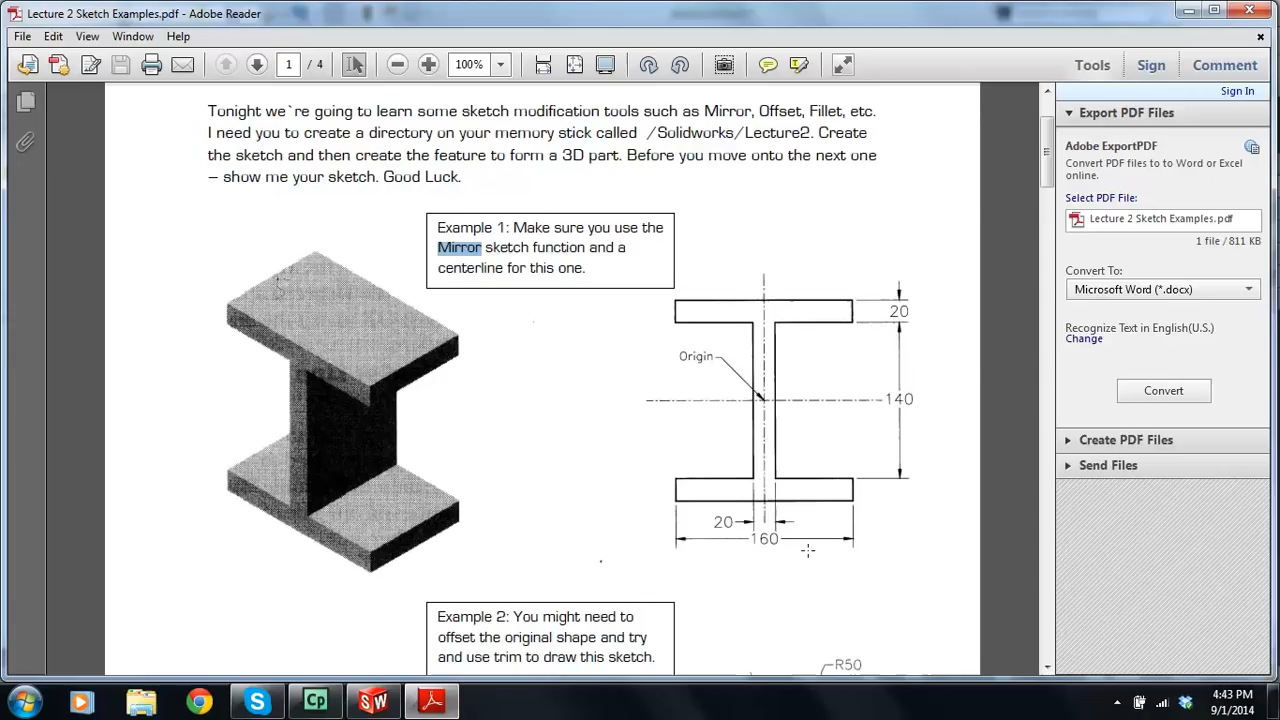 Lecture 2 Sketch Examples.pdf - Adobe Reader
File Edit View Window Help
1 / 4 100% Tools Sign Comment
Sign In
Export PDF Files
Adobe ExportPDF
Convert PDF files to to Word or Excel
online.
Select PDF File:
Lecture 2 Sketch Examples.pdf
1 file / 811 KB
Convert To:
Microsoft Word (*.docx)
Recognize Text in English(U.S.)
Change
Convert
Create PDF Files
Send Files
Tonight we`re going to learn some sketch modification tools such as Mirror, Offset, Fillet, etc.
I need you to create a directory on your memory stick called /Solidworks/Lecture2. Create
the sketch and then create the feature to form a 3D part. Before you move onto the next one
– show me your sketch. Good Luck.
Example 1: Make sure you use the
Mirror sketch function and a
centerline for this one.
20
Origin
140
20
160
Example 2: You might need to
offset the original shape and try
and use trim to draw this sketch.
R50
4:43 PM
9/1/2014